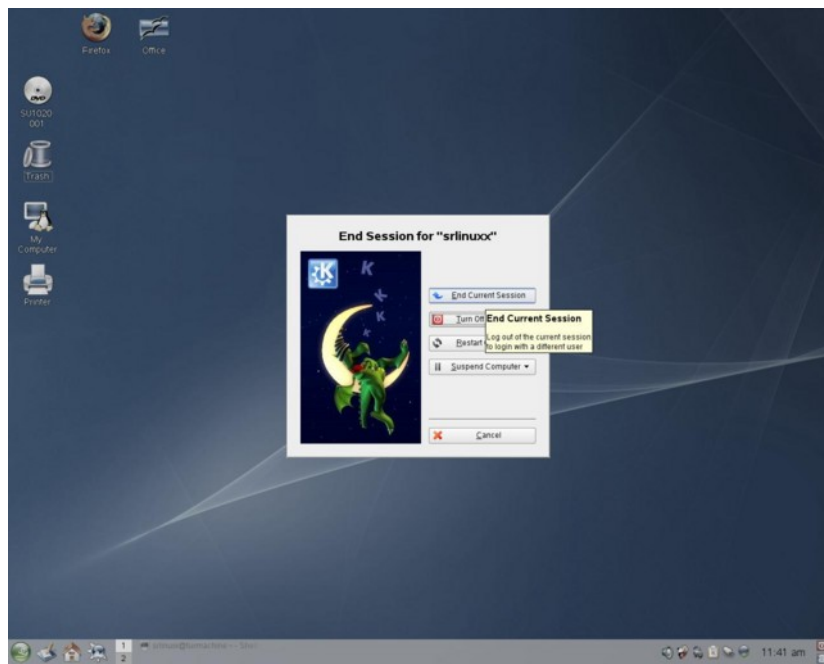 Firefox
Office
SU1020
001
Trash
My
Computer
Printer
End Session for "srlinuxx"
K
K
K
K
K
End Current Session
Turn Off
End Current Session
Log out of the current session
to login with a different user
Restart
Suspend Computer
Cancel
1
2
11:41 am